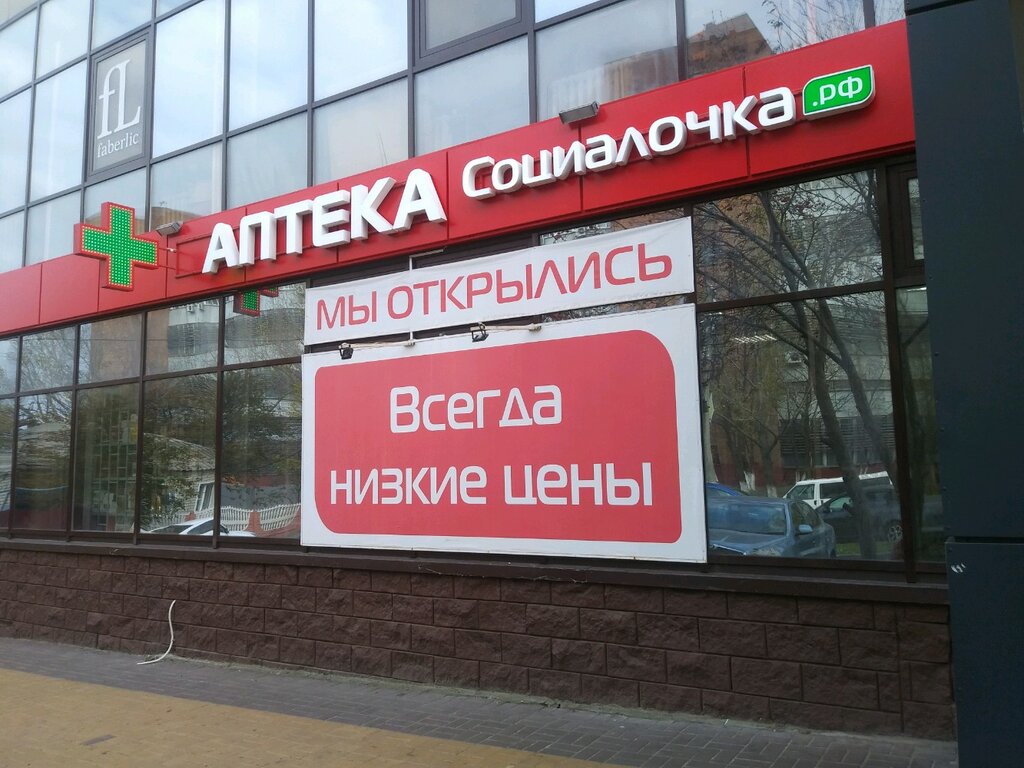 fL
faberlic
АПТЕКА Социалочка .рф
МЫ ОТКРЫЛИСЬ
Всегда
низкие цены